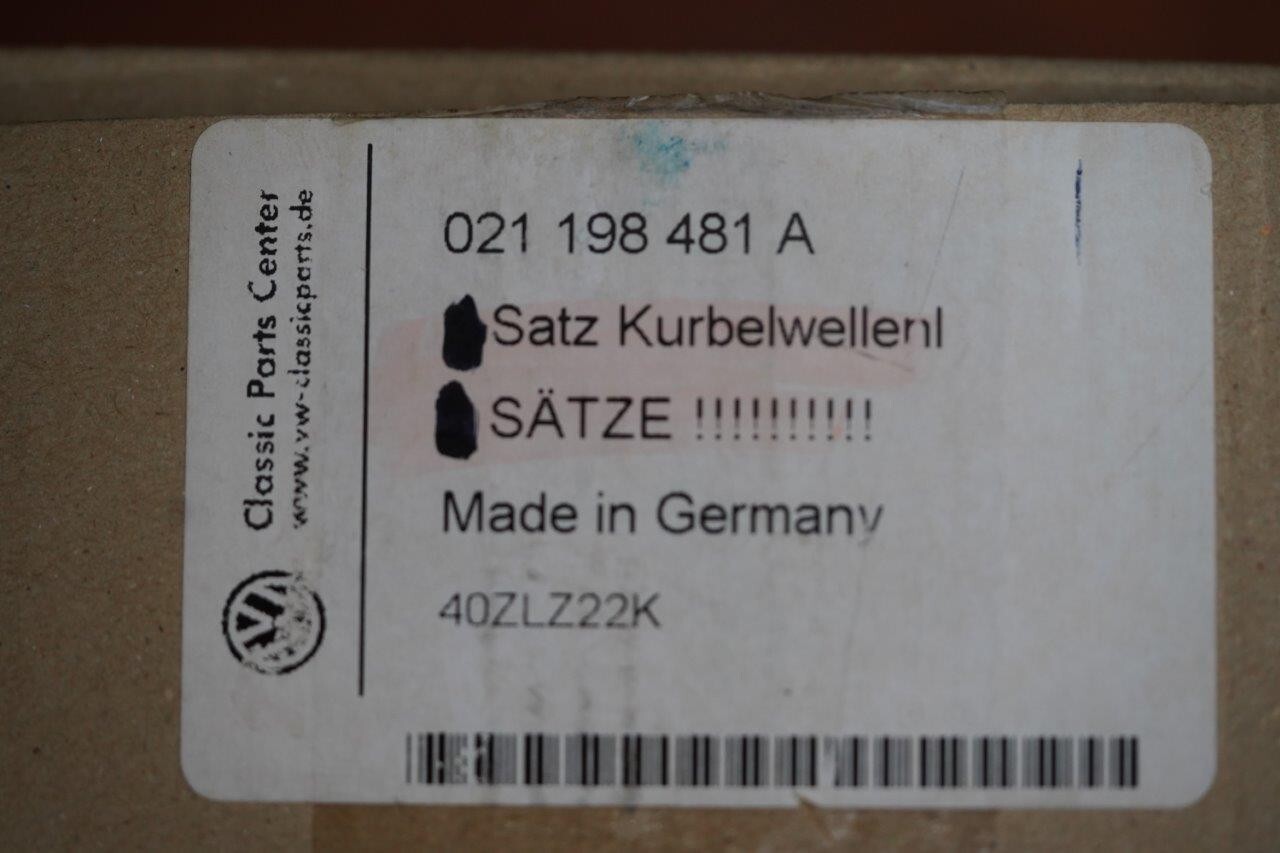 Classic Parts Center
www.vw-classicparts.de
021 198 481 A
Satz Kurbelwellenl
SÄTZE !!!!!!!!!!
Made in Germany
40ZLZ22K